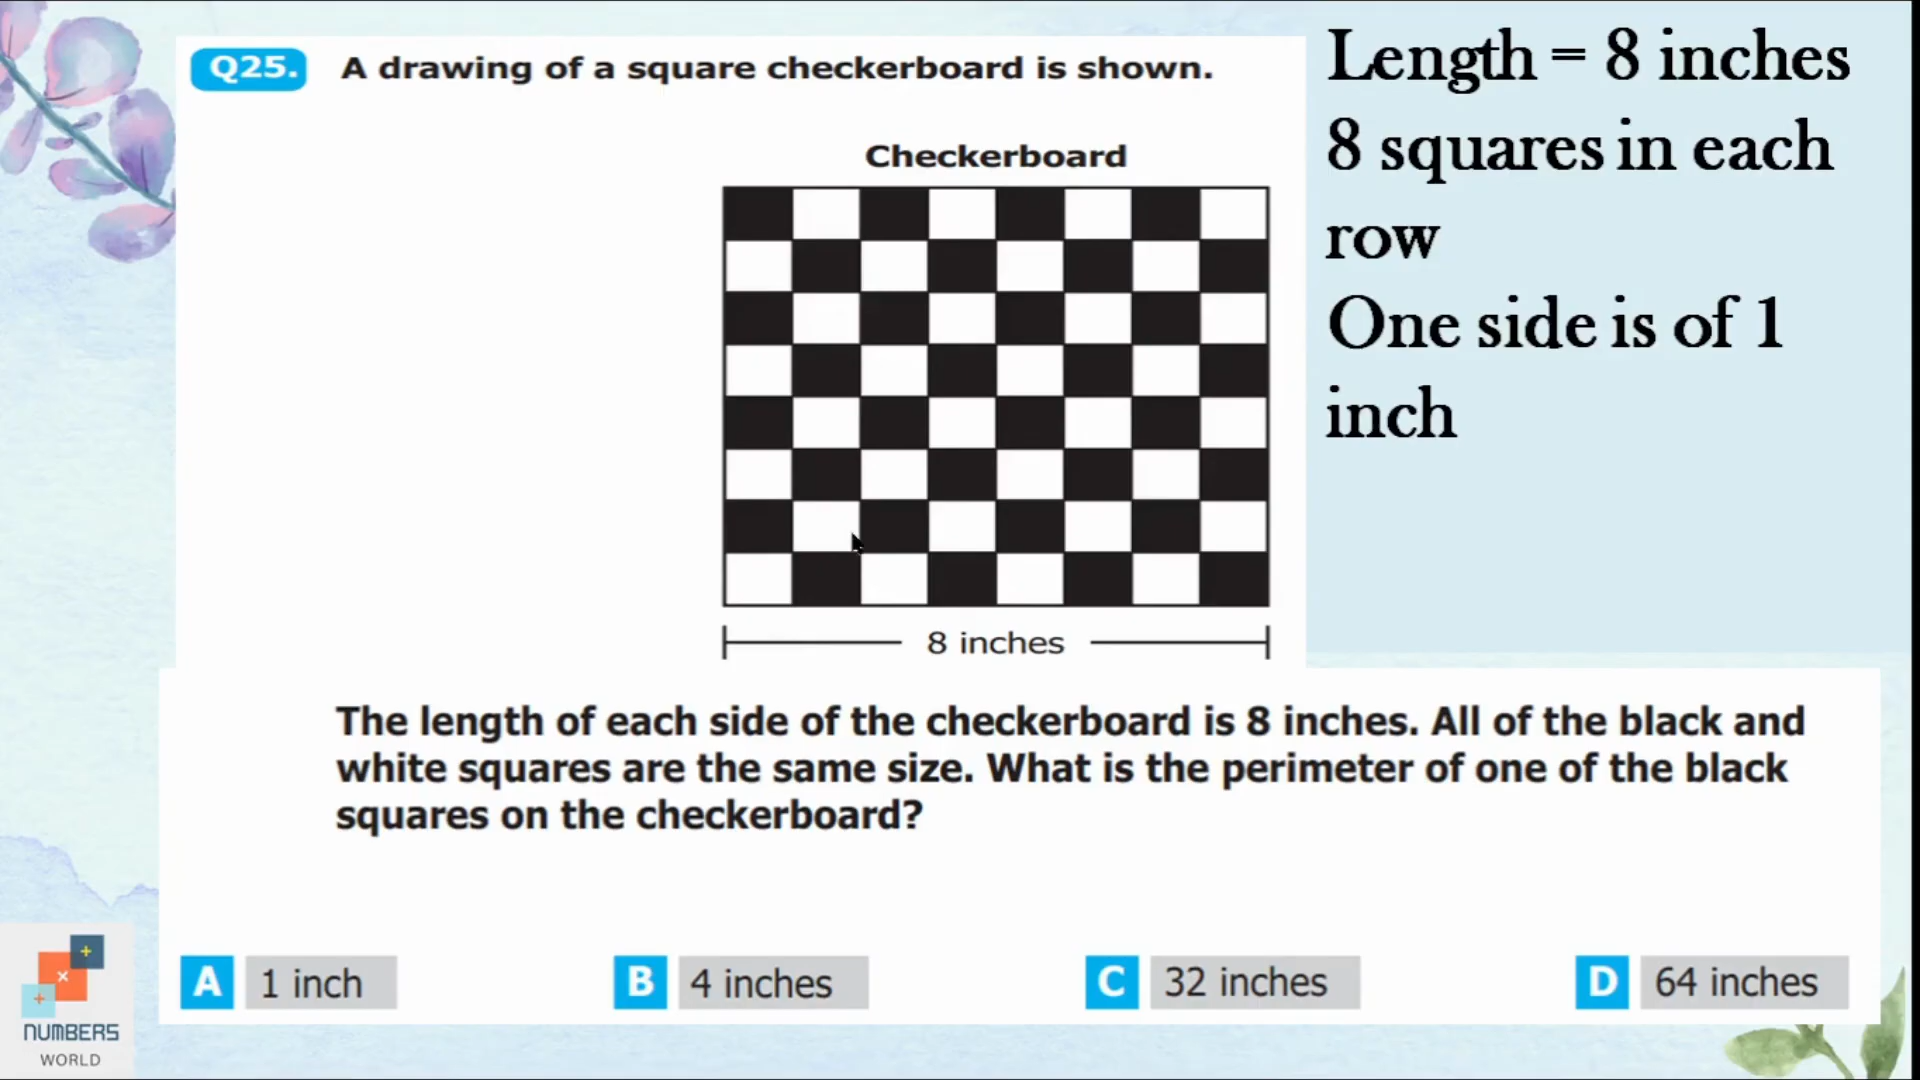 Q25. A drawing of a square checkerboard is shown.
Checkerboard
8 inches
Length = 8 inches
8 squares in each
row
One side is of 1
inch
The length of each side of the checkerboard is 8 inches. All of the black and
white squares are the same size. What is the perimeter of one of the black
squares on the checkerboard?
A 1 inch
B 4 inches
C 32 inches
D 64 inches
+
×
+
NUMBERS
WORLD